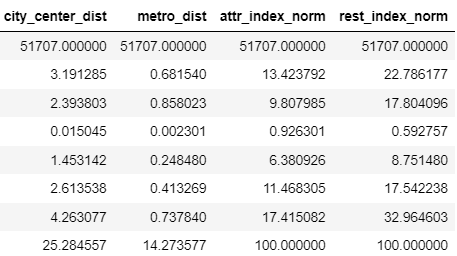 city_center_dist metro_dist attr_index_norm rest_index_norm
51707.000000 51707.000000 51707.000000 51707.000000
3.191285 0.681540 13.423792 22.786177
2.393803 0.858023 9.807985 17.804096
0.015045 0.002301 0.926301 0.592757
1.453142 0.248480 6.380926 8.751480
2.613538 0.413269 11.468305 17.542238
4.263077 0.737840 17.415082 32.964603
25.284557 14.273577 100.000000 100.000000